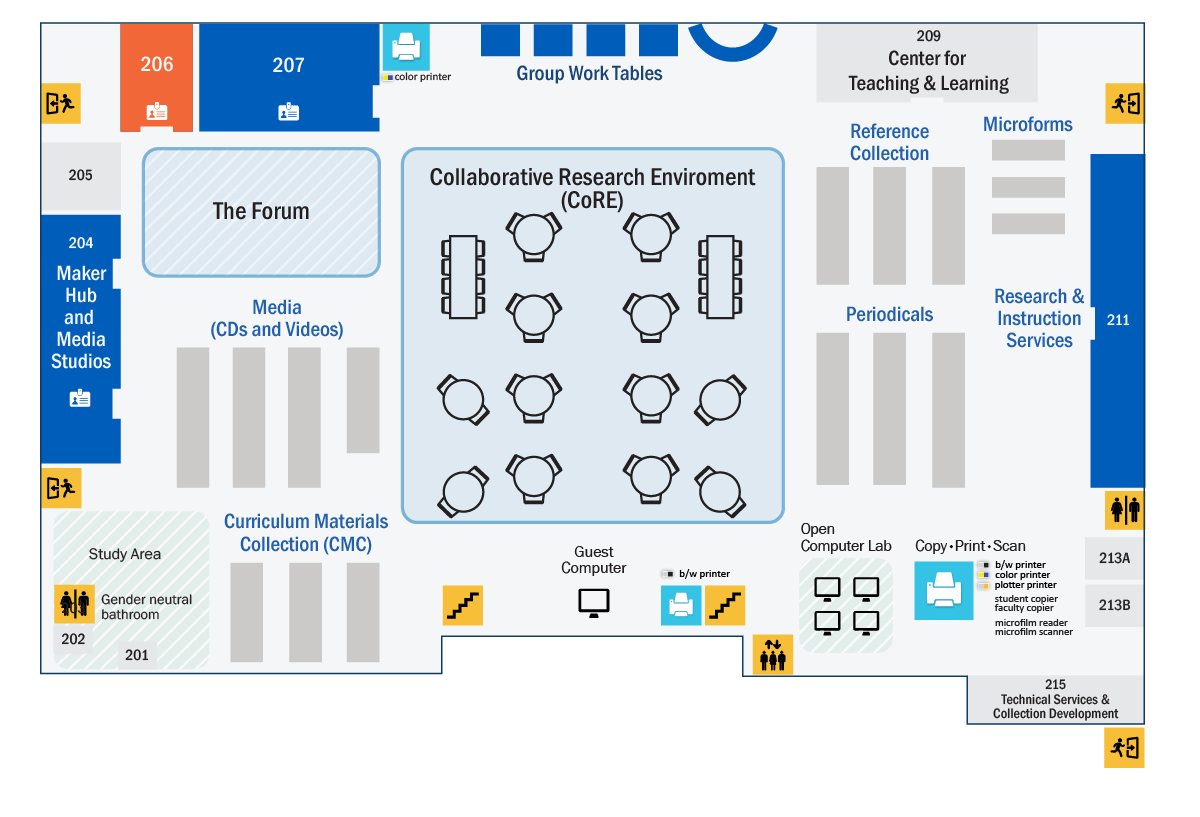 206
207
color printer
Group Work Tables
209
Center for
Teaching & Learning
Reference
Collection
Microforms
205
The Forum
Collaborative Research Enviroment
(CoRE)
204
Maker
Hub
and
Media
Studios
Media
(CDs and Videos)
Periodicals
Research &
Instruction
Services
211
Curriculum Materials
Collection (CMC)
Study Area
Gender neutral
bathroom
202
201
Guest
Computer
b/w printer
Open
Computer Lab
Copy•Print•Scan
b/w printer
color printer
plotter printer
student copier
faculty copier
microfilm reader
microfilm scanner
213A
213B
215
Technical Services &
Collection Development